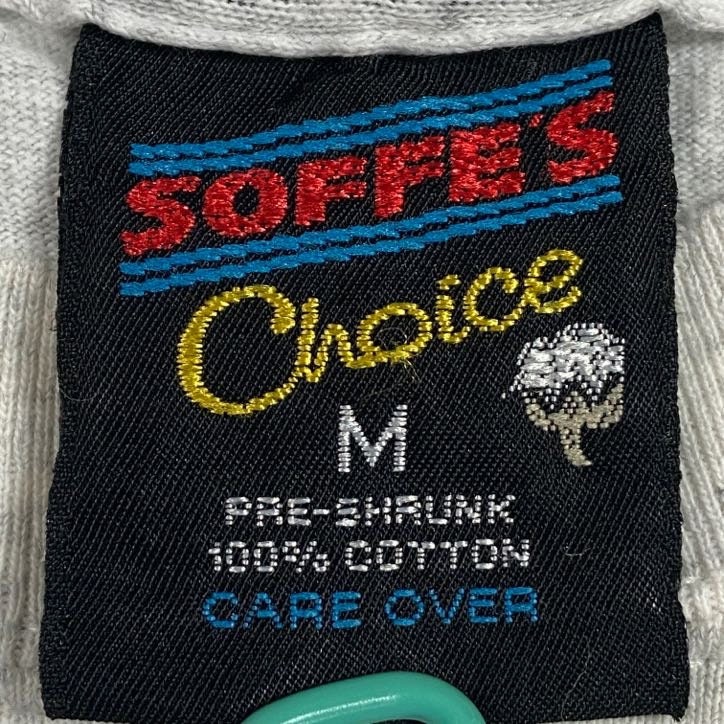 SOFFE'S
Choice
M
PRE-SHRUNK
100% COTTON
CARE OVER